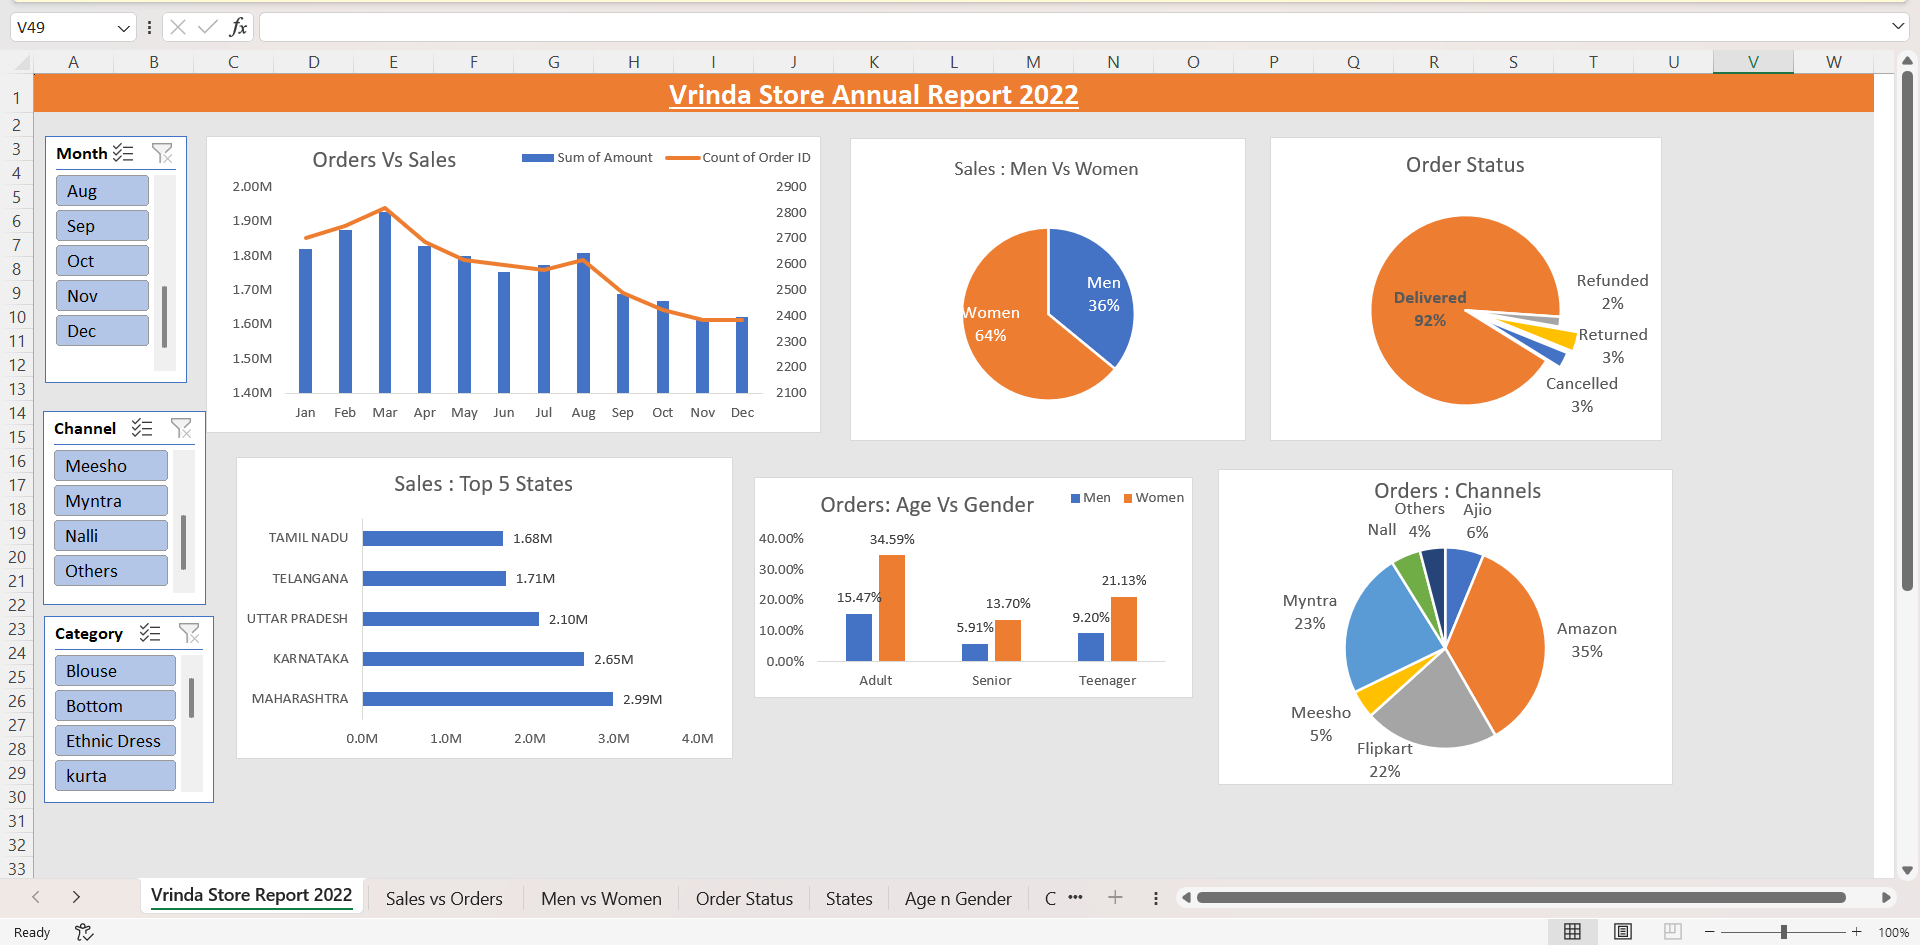 V49
fx
A B C D E F G H I J K L M N O P Q R S T U V W
1 2 3 4 5 6 7 8 9 10 11 12 13 14 15 16 17 18 19 20 21 22 23 24 25 26 27 28 29 30 31 32 33
Vrinda Store Annual Report 2022
Month
Aug
Sep
Oct
Nov
Dec
Channel
Meesho
Myntra
Nalli
Others
Category
Blouse
Bottom
Ethnic Dress
kurta
Orders Vs Sales
Sum of Amount Count of Order ID
2.00M
1.90M
1.80M
1.70M
1.60M
1.50M
1.40M
2900
2800
2700
2600
2500
2400
2300
2200
2100
Jan Feb Mar Apr May Jun Jul Aug Sep Oct Nov Dec
Sales : Men Vs Women
Men
36%
Women
64%
Order Status
Delivered
92%
Refunded
2%
Returned
3%
Cancelled
3%
Sales : Top 5 States
TAMIL NADU 1.68M
TELANGANA 1.71M
UTTAR PRADESH 2.10M
KARNATAKA 2.65M
MAHARASHTRA 2.99M
0.0M 1.0M 2.0M 3.0M 4.0M
Orders: Age Vs Gender
Men Women
40.00%
30.00%
20.00%
10.00%
0.00%
15.47% 34.59%
5.91% 13.70%
9.20% 21.13%
Adult Senior Teenager
Orders : Channels
Others
4%
Ajio
6%
Nall
Myntra
23%
Amazon
35%
Meesho
5%
Flipkart
22%
Vrinda Store Report 2022 Sales vs Orders Men vs Women Order Status States Age n Gender C ...
Ready
100%